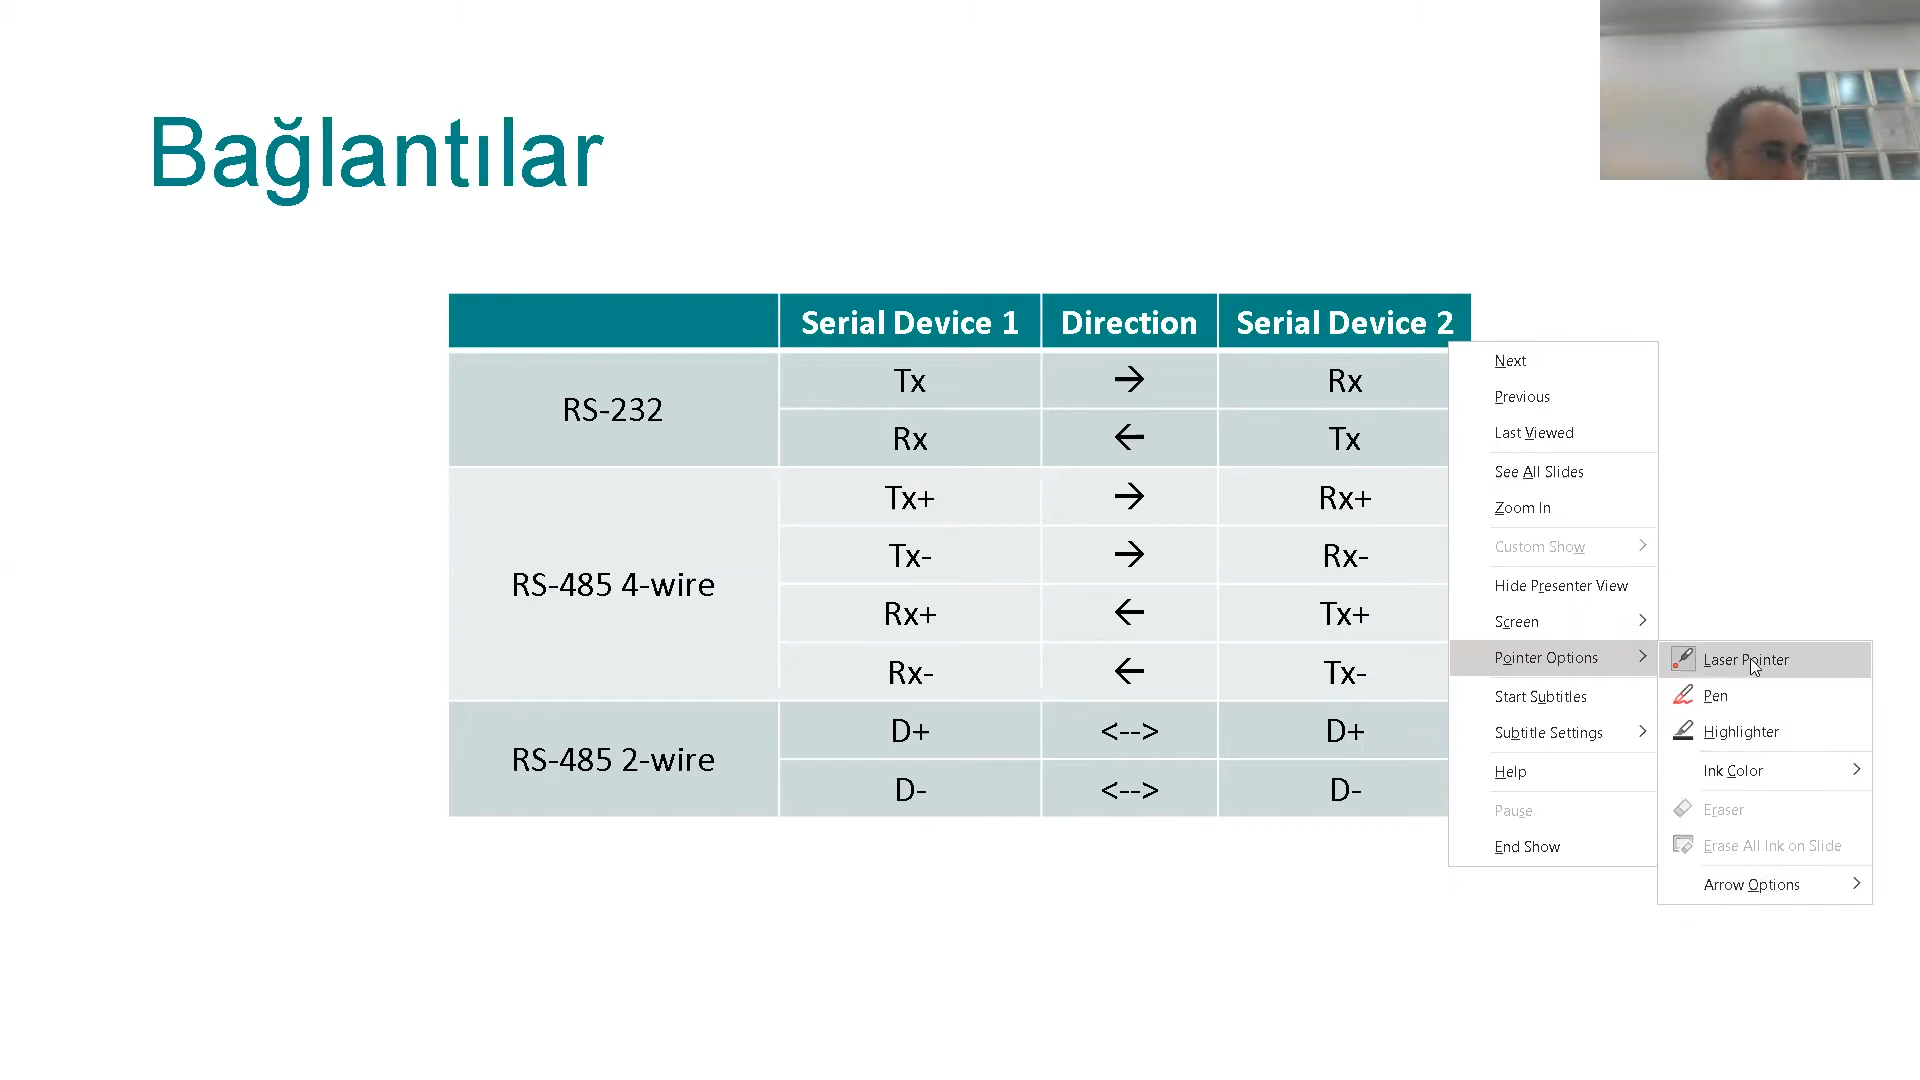 Bağlantılar
Serial Device 1 Direction Serial Device 2
RS-232
Tx → Rx
Rx ← Tx
RS-485 4-wire
Tx+ → Rx+
Tx- → Rx-
Rx+ ← Tx+
Rx- ← Tx-
RS-485 2-wire
D+ <--> D+
D- <--> D-
Next
Previous
Last Viewed
See All Slides
Zoom In
Custom Show
Hide Presenter View
Screen
Pointer Options
Start Subtitles
Subtitle Settings
Help
Pause
End Show
Laser Pointer
Pen
Highlighter
Ink Color
Eraser
Erase All Ink on Slide
Arrow Options